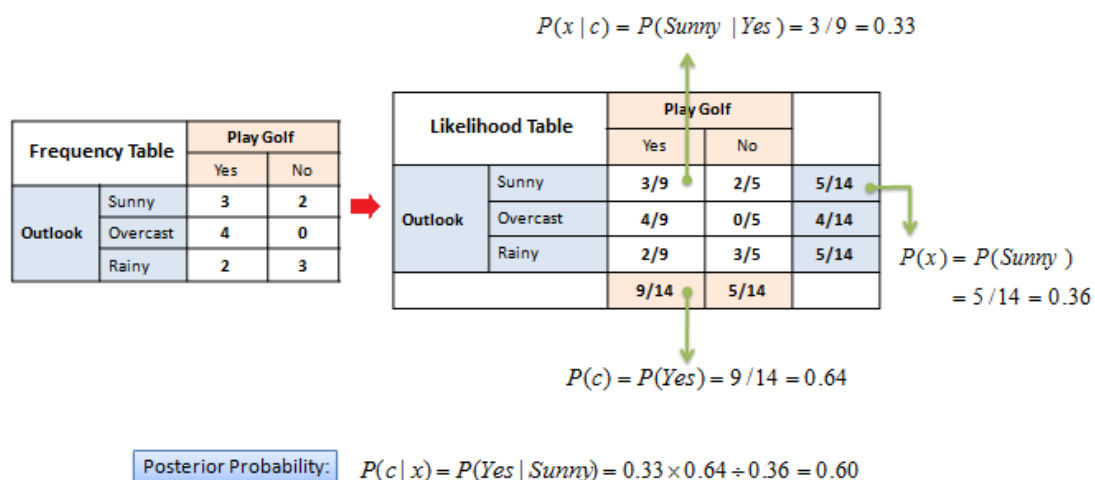 P(x | c) = P(Sunny | Yes) = 3 / 9 = 0.33
Frequency Table
Play Golf
Yes No
Outlook
Sunny 3 2
Overcast 4 0
Rainy 2 3
Likelihood Table
Play Golf
Yes No
Outlook
Sunny 3/9 2/5 5/14
Overcast 4/9 0/5 4/14
Rainy 2/9 3/5 5/14
9/14 5/14
P(x) = P(Sunny )
= 5 / 14 = 0.36
P(c) = P(Yes) = 9 / 14 = 0.64
Posterior Probability: P(c | x) = P(Yes | Sunny) = 0.33 × 0.64 ÷ 0.36 = 0.60